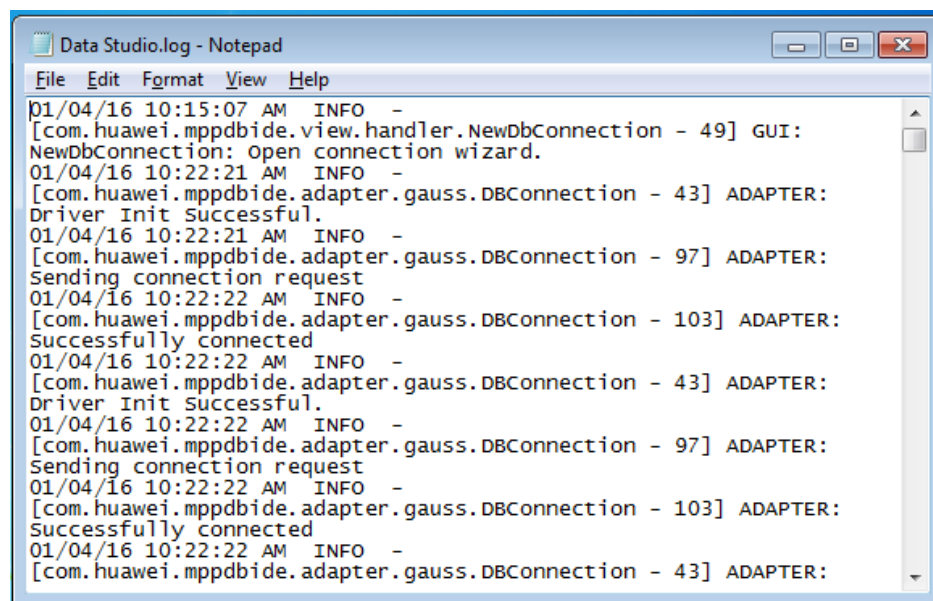 Data Studio.log - Notepad
File Edit Format View Help
01/04/16 10:15:07 AM  INFO  -
[com.huawei.mppdbide.view.handler.NewDbConnection - 49] GUI:
NewDbConnection: Open connection wizard.
01/04/16 10:22:21 AM  INFO  -
[com.huawei.mppdbide.adapter.gauss.DBConnection - 43] ADAPTER:
Driver Init Successful.
01/04/16 10:22:21 AM  INFO  -
[com.huawei.mppdbide.adapter.gauss.DBConnection - 97] ADAPTER:
Sending connection request
01/04/16 10:22:22 AM  INFO  -
[com.huawei.mppdbide.adapter.gauss.DBConnection - 103] ADAPTER:
Successfully connected
01/04/16 10:22:22 AM  INFO  -
[com.huawei.mppdbide.adapter.gauss.DBConnection - 43] ADAPTER:
Driver Init Successful.
01/04/16 10:22:22 AM  INFO  -
[com.huawei.mppdbide.adapter.gauss.DBConnection - 97] ADAPTER:
Sending connection request
01/04/16 10:22:22 AM  INFO  -
[com.huawei.mppdbide.adapter.gauss.DBConnection - 103] ADAPTER:
Successfully connected
01/04/16 10:22:22 AM  INFO  -
[com.huawei.mppdbide.adapter.gauss.DBConnection - 43] ADAPTER: